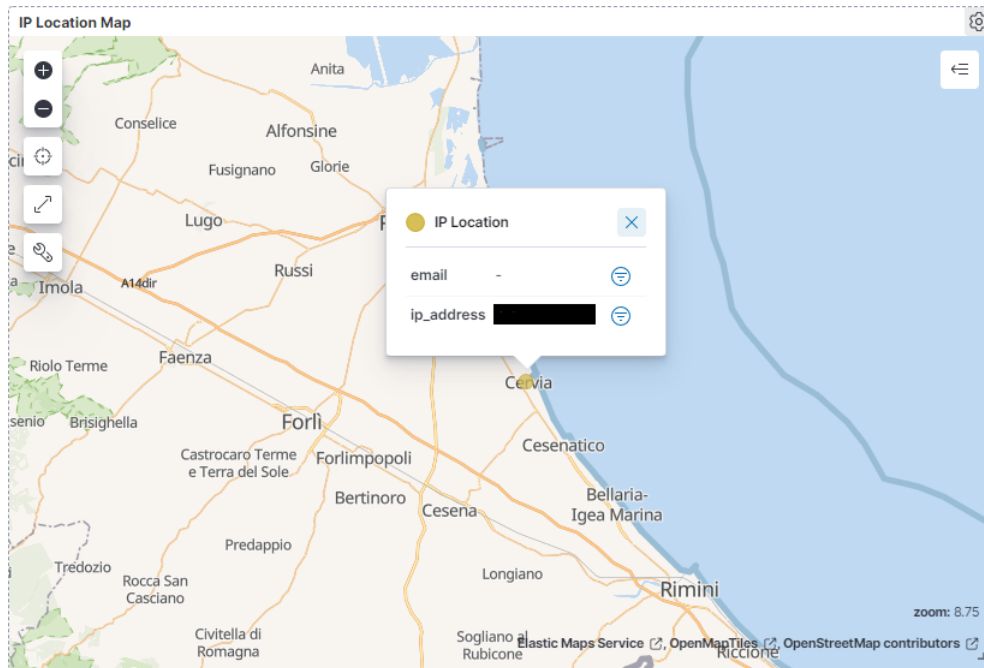 IP Location Map
Anita
Conselice
Alfonsine
Fusignano
Glorie
Lugo
Russi
A14dir
Imola
Faenza
Riolo Terme
Brisighella
senio
Forlì
Castrocaro Terme
e Terra del Sole
Forlimpopoli
Bertinoro
Cesena
Predappio
Tredozio
Rocca San
Casciano
Civitella di
Romagna
IP Location
email -
ip_address
Cervia
Cesenatico
Bellaria-
Igea Marina
Longiano
Rimini
Sogliano al
Rubicone
Riccione
zoom: 8.75
Elastic Maps Service, OpenMapTiles, OpenStreetMap contributors